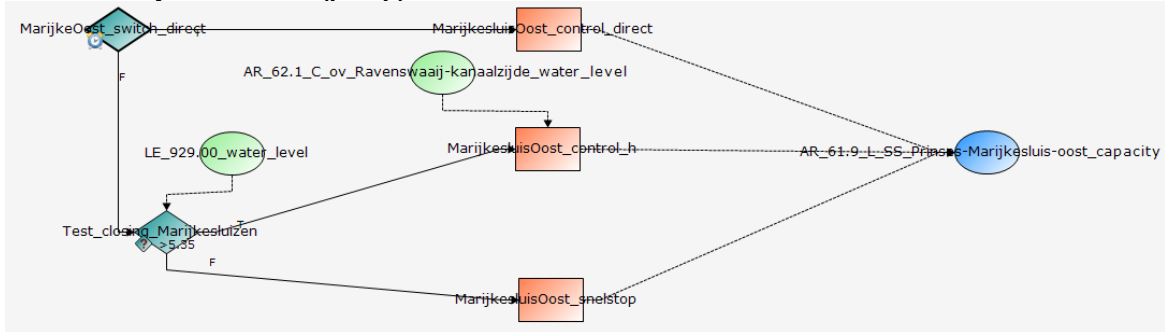 MarijkeOost_switch_direct
MarijkesluisOost_control_direct
F
AR_62.1_C_ov_Ravenswaaij-kanaalzijde_water_level
LE_929.00_water_level
MarijkesluisOost_control_h
AR_61.9_L_SS_Prinses-Marijkesluis-oost_capacity
T
Test_closing_Marijkesluizen
? >5.35
F
MarijkesluisOost_snelstop